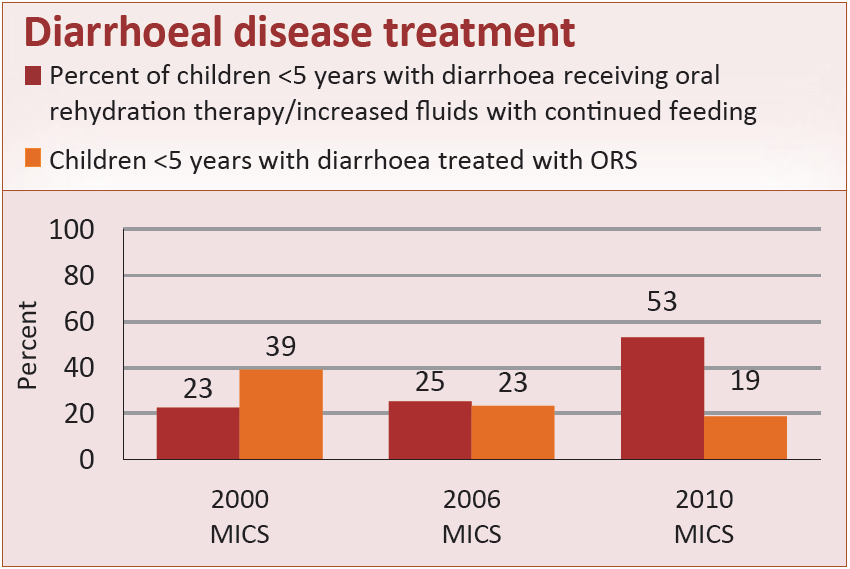 Diarrhoeal disease treatment
Percent of children <5 years with diarrhoea receiving oral
rehydration therapy/increased fluids with continued feeding
Children <5 years with diarrhoea treated with ORS
Percent
100
80
60
40
20
0
23
39
25
23
53
19
2000
MICS
2006
MICS
2010
MICS